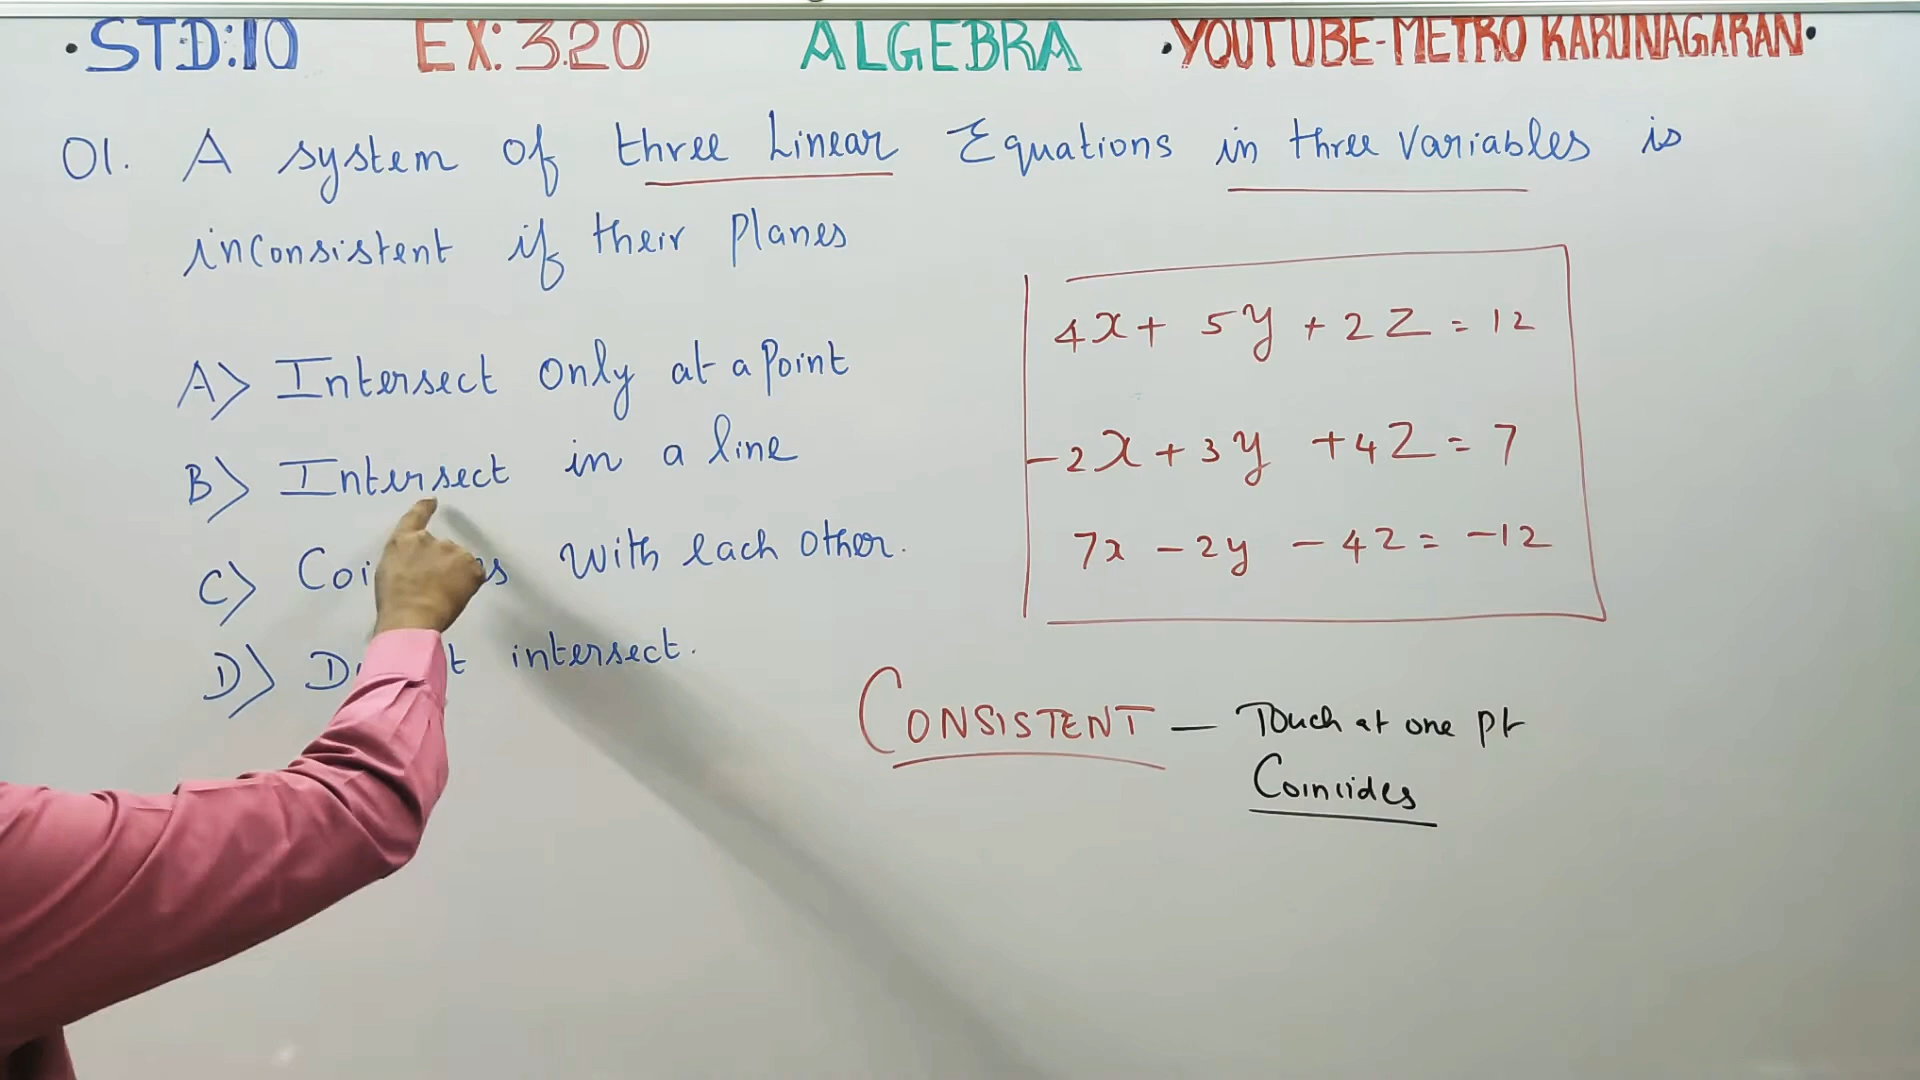 ·STD:10 EX:3.20 ALGEBRA ·YOUTUBE-METRO KARUNAGARAN·
01. A system of three Linear Equations in three variables is
inconsistent if their planes
A) Intersect only at a point
B) Intersect in a line
C) with each other.
D) intersect.
4x + 5y + 2z = 12
-2x + 3y + 4z = 7
7x - 2y - 4z = -12
CONSISTENT — Touch at one pt
Coincides